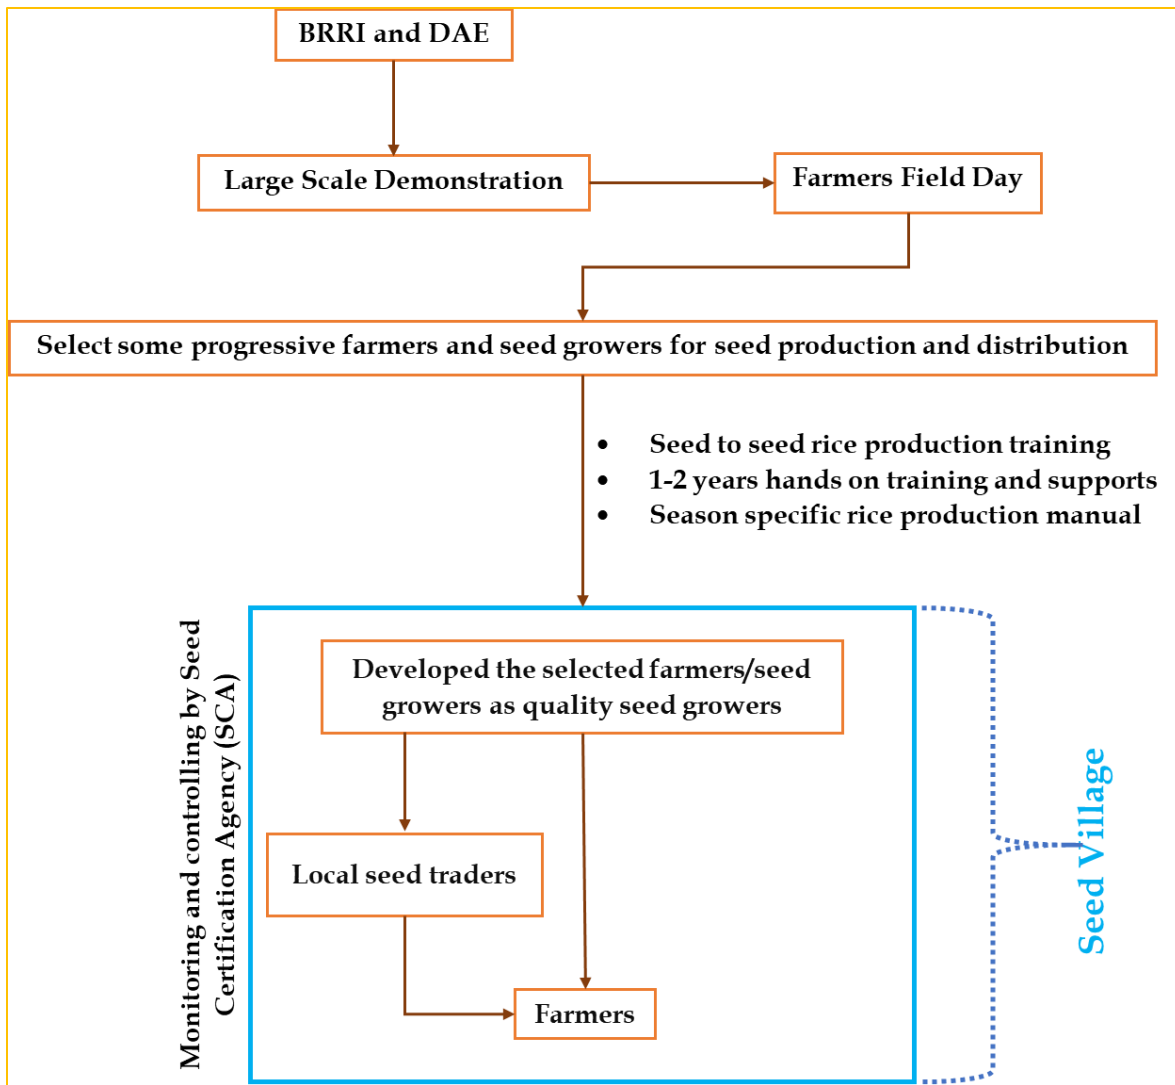 BRRI and DAE
Large Scale Demonstration
Farmers Field Day
Select some progressive farmers and seed growers for seed production and distribution
• Seed to seed rice production training
• 1-2 years hands on training and supports
• Season specific rice production manual
Monitoring and controlling by Seed
Certification Agency (SCA)
Developed the selected farmers/seed
growers as quality seed growers
Local seed traders
Farmers
Seed Village